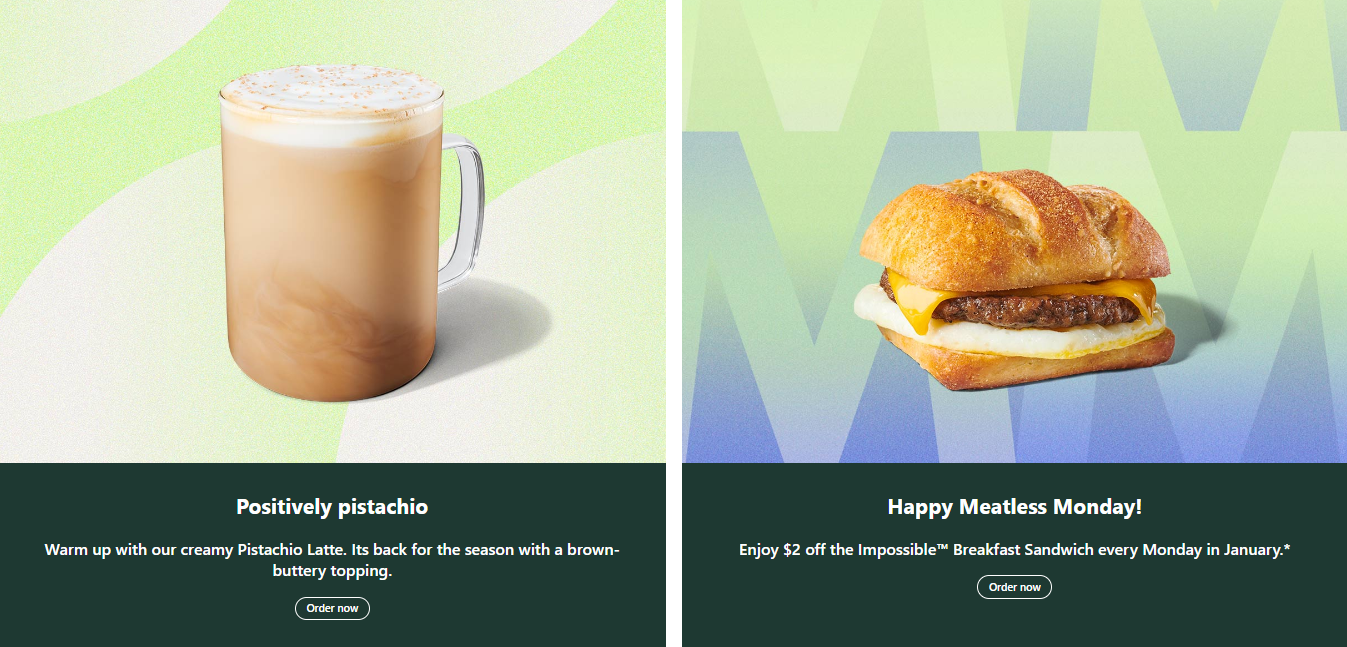 Positively pistachio
Warm up with our creamy Pistachio Latte. Its back for the season with a brown-
buttery topping.
Order now
Happy Meatless Monday!
Enjoy $2 off the Impossible™ Breakfast Sandwich every Monday in January.*
Order now